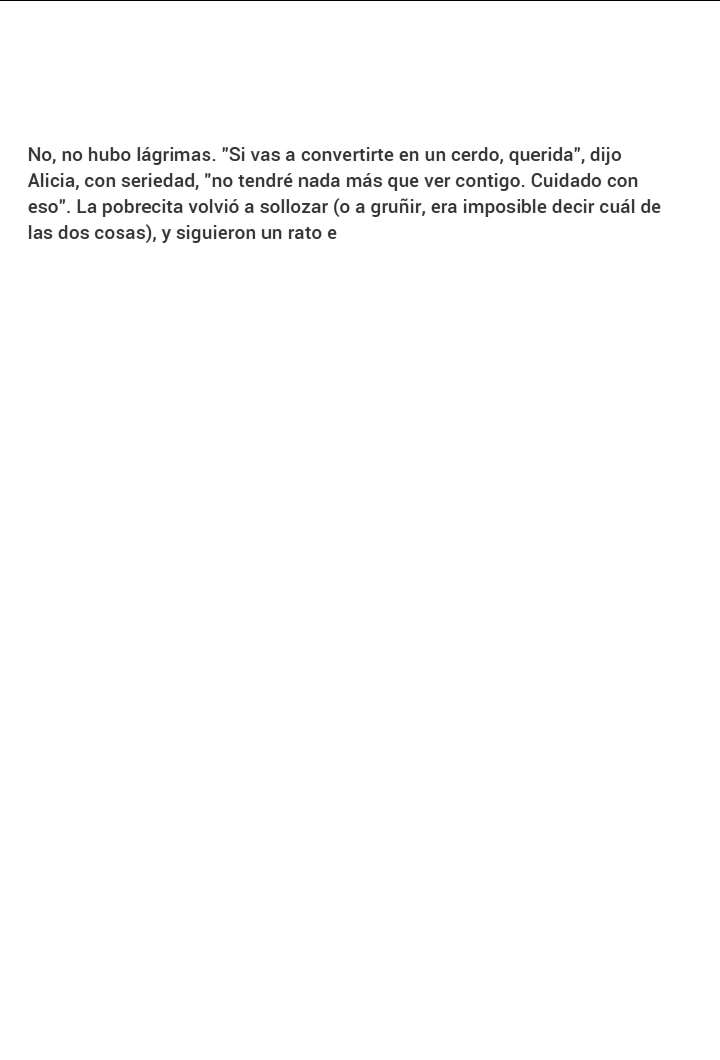 No, no hubo lágrimas. "Si vas a convertirte en un cerdo, querida", dijo
Alicia, con seriedad, "no tendré nada más que ver contigo. Cuidado con
eso". La pobrecita volvió a sollozar (o a gruñir, era imposible decir cuál de
las dos cosas), y siguieron un rato e